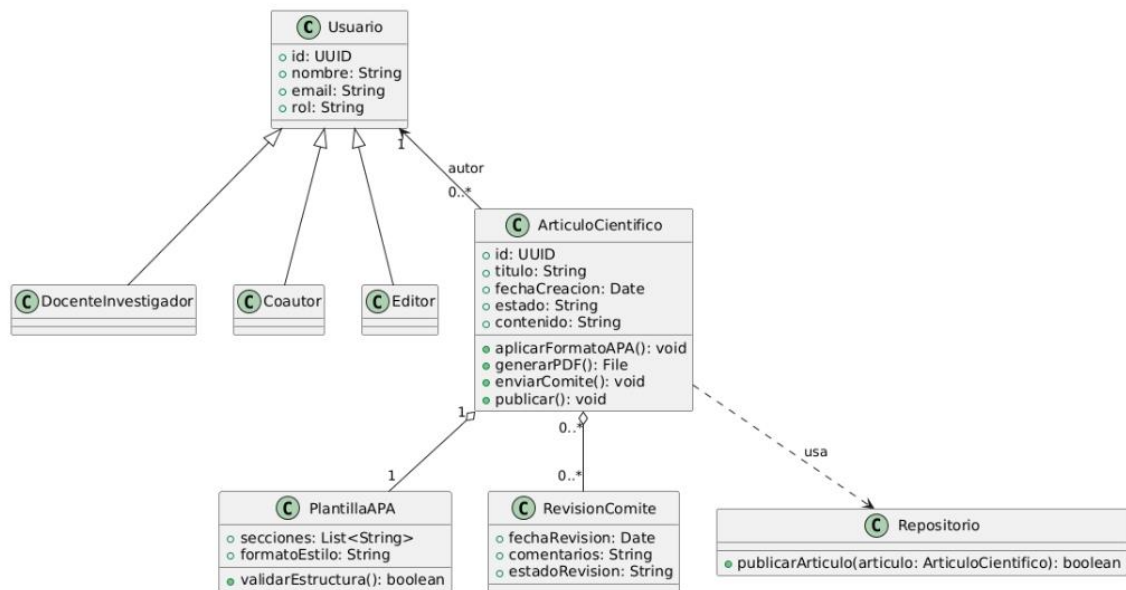 C Usuario
id: UUID
nombre: String
email: String
rol: String
1
autor
0..*
C ArticuloCientifico
id: UUID
titulo: String
fechaCreacion: Date
estado: String
contenido: String
aplicarFormatoAPA(): void
generarPDF(): File
enviarComite(): void
publicar(): void
C DocenteInvestigador
C Coautor
C Editor
1
0..*
usa
1
0..*
C PlantillaAPA
secciones: List<String>
formatoEstilo: String
validarEstructura(): boolean
C RevisionComite
fechaRevision: Date
comentarios: String
estadoRevision: String
C Repositorio
publicarArticulo(articulo: ArticuloCientifico): boolean